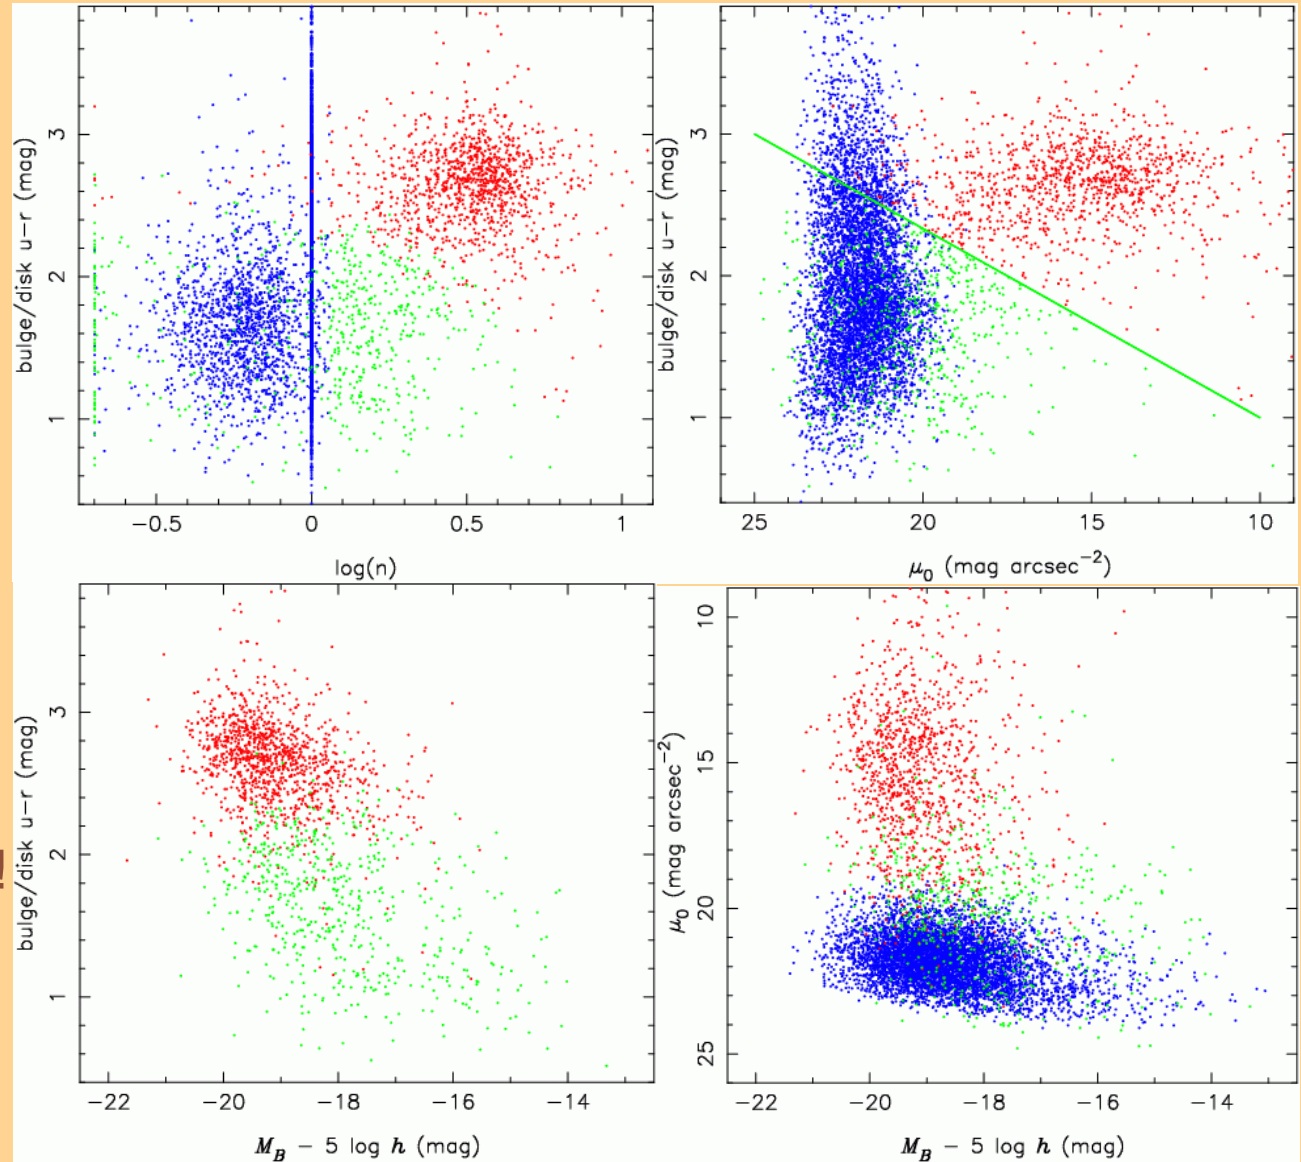 bulge/disk u−r (mag)
3
2
1
−0.5 0 0.5 1
log(n)
bulge/disk u−r (mag)
3
2
1
25 20 15 10
μ₀ (mag arcsec⁻²)
bulge/disk u−r (mag)
3
2
1
−22 −20 −18 −16 −14
M_B − 5 log h (mag)
μ₀ (mag arcsec⁻²)
10
15
20
25
−22 −20 −18 −16 −14
M_B − 5 log h (mag)